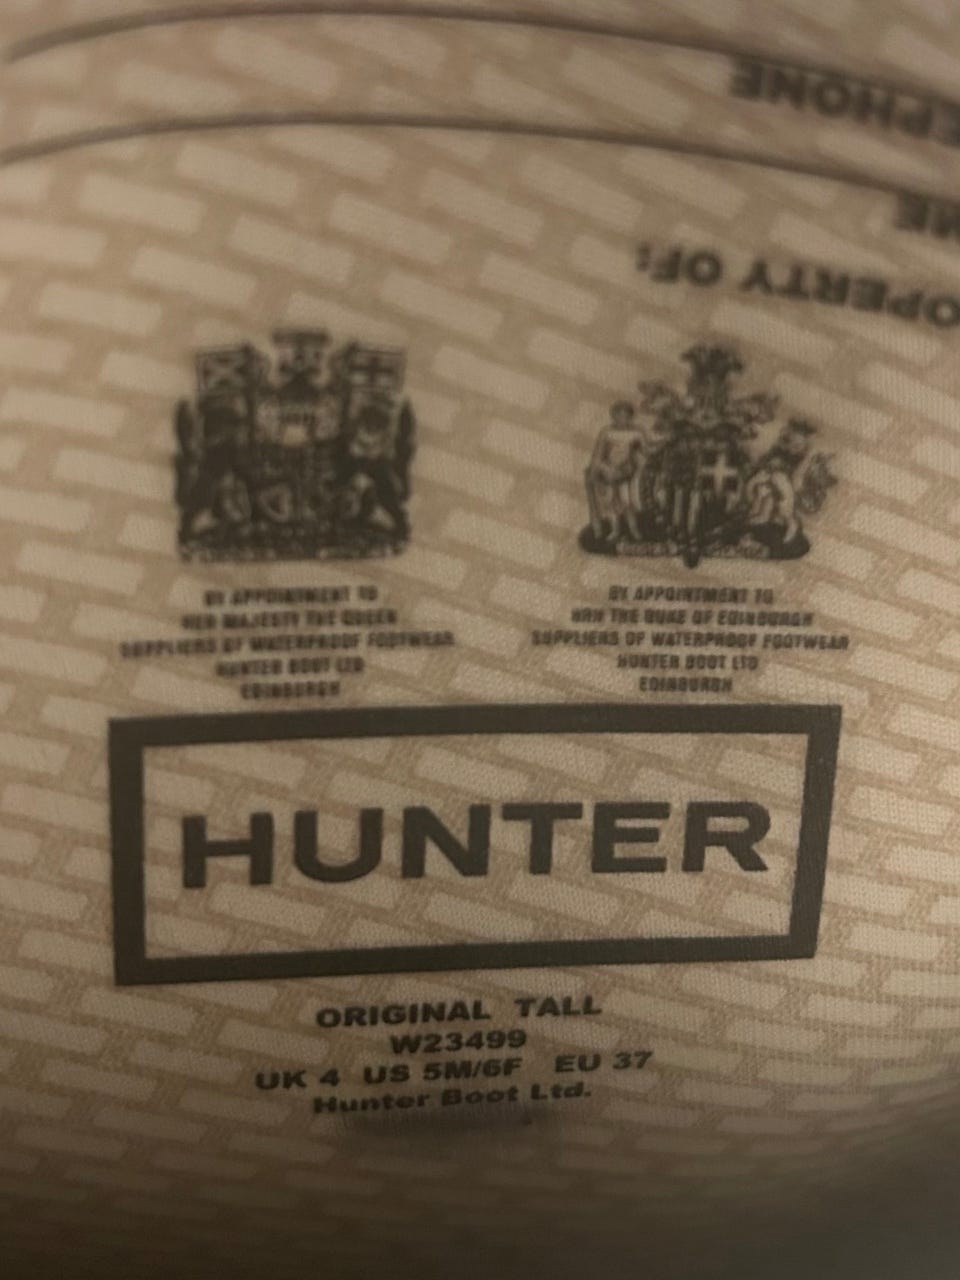 EPHONE
ME
OPERTY OF:
BY APPOINTMENT TO
HER MAJESTY THE QUEEN
SUPPLIERS OF WATERPROOF FOOTWEAR
HUNTER BOOT LTD
EDINBURGH
BY APPOINTMENT TO
HRH THE DUKE OF EDINBURGH
SUPPLIERS OF WATERPROOF FOOTWEAR
HUNTER BOOT LTD
EDINBURGH
HUNTER
ORIGINAL TALL
W23499
UK 4 US 5M/6F EU 37
Hunter Boot Ltd.